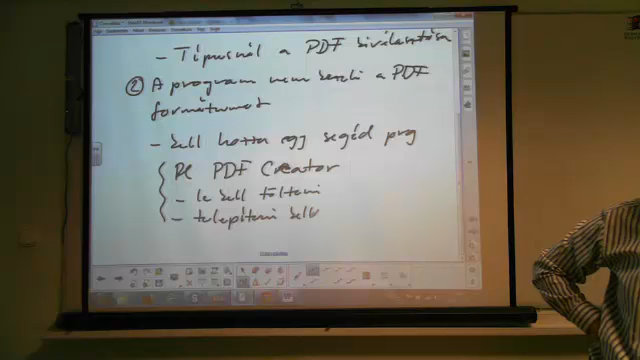 - Típusnál a PDF kiválasztása
② A program nem kezeli a PDF
formátumot
- kell hozzá egy segéd prg
Pl PDF Creator
- le kell tölteni
- telepíteni kell